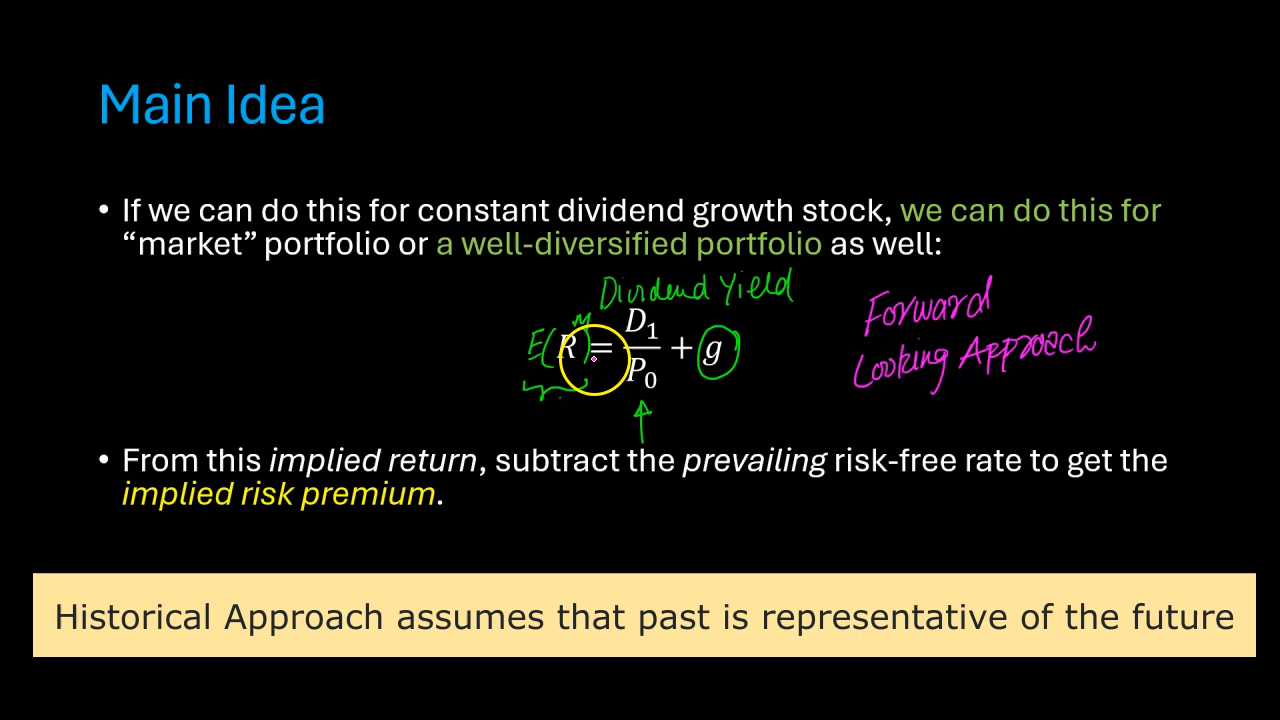 Main Idea
• If we can do this for constant dividend growth stock, we can do this for
“market” portfolio or a well-diversified portfolio as well:
Dividend Yield
E(R^M) = D₁/P₀ + g
Forward
Looking Approach
• From this implied return, subtract the prevailing risk-free rate to get the
implied risk premium.
Historical Approach assumes that past is representative of the future